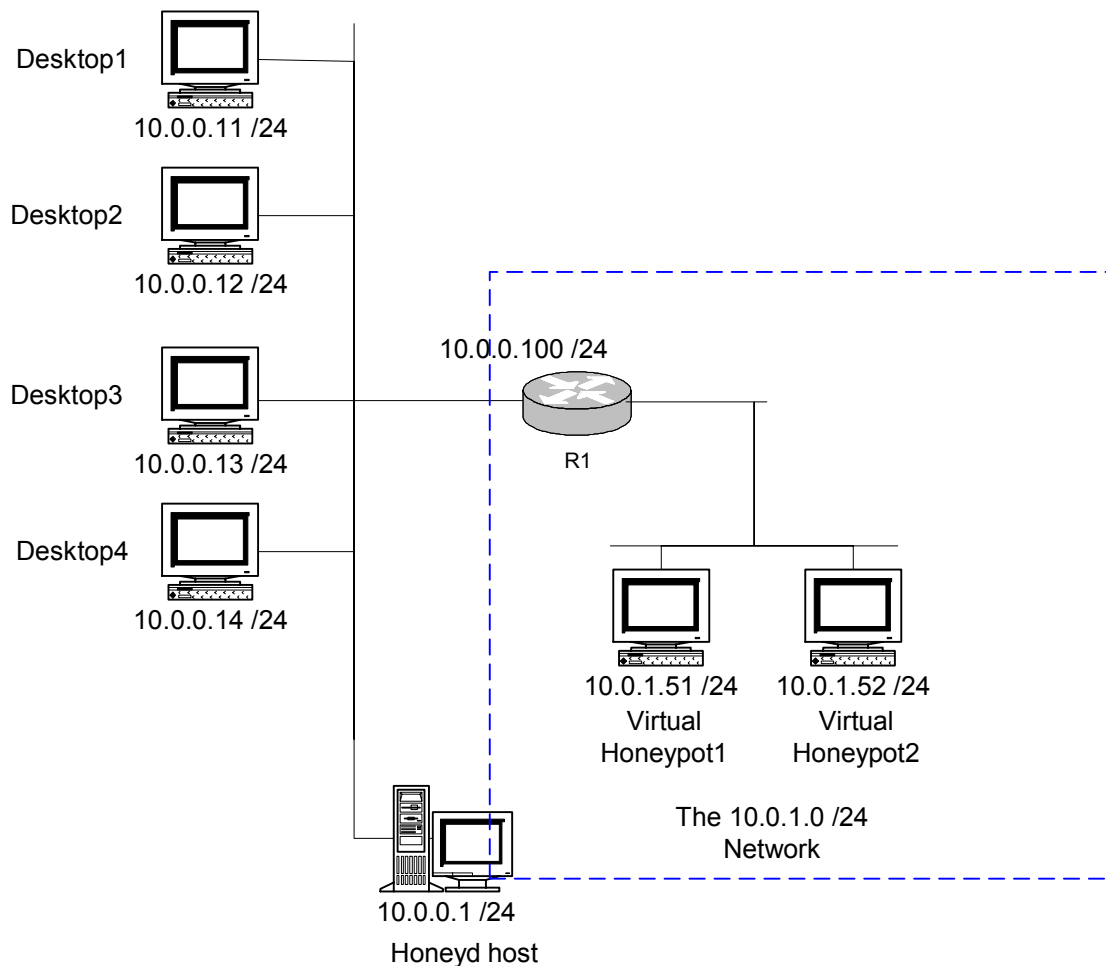 Desktop1
10.0.0.11 /24
Desktop2
10.0.0.12 /24
10.0.0.100 /24
Desktop3
R1
10.0.0.13 /24
Desktop4
10.0.0.14 /24
10.0.1.51 /24
Virtual
Honeypot1
10.0.1.52 /24
Virtual
Honeypot2
The 10.0.1.0 /24
Network
10.0.0.1 /24
Honeyd host